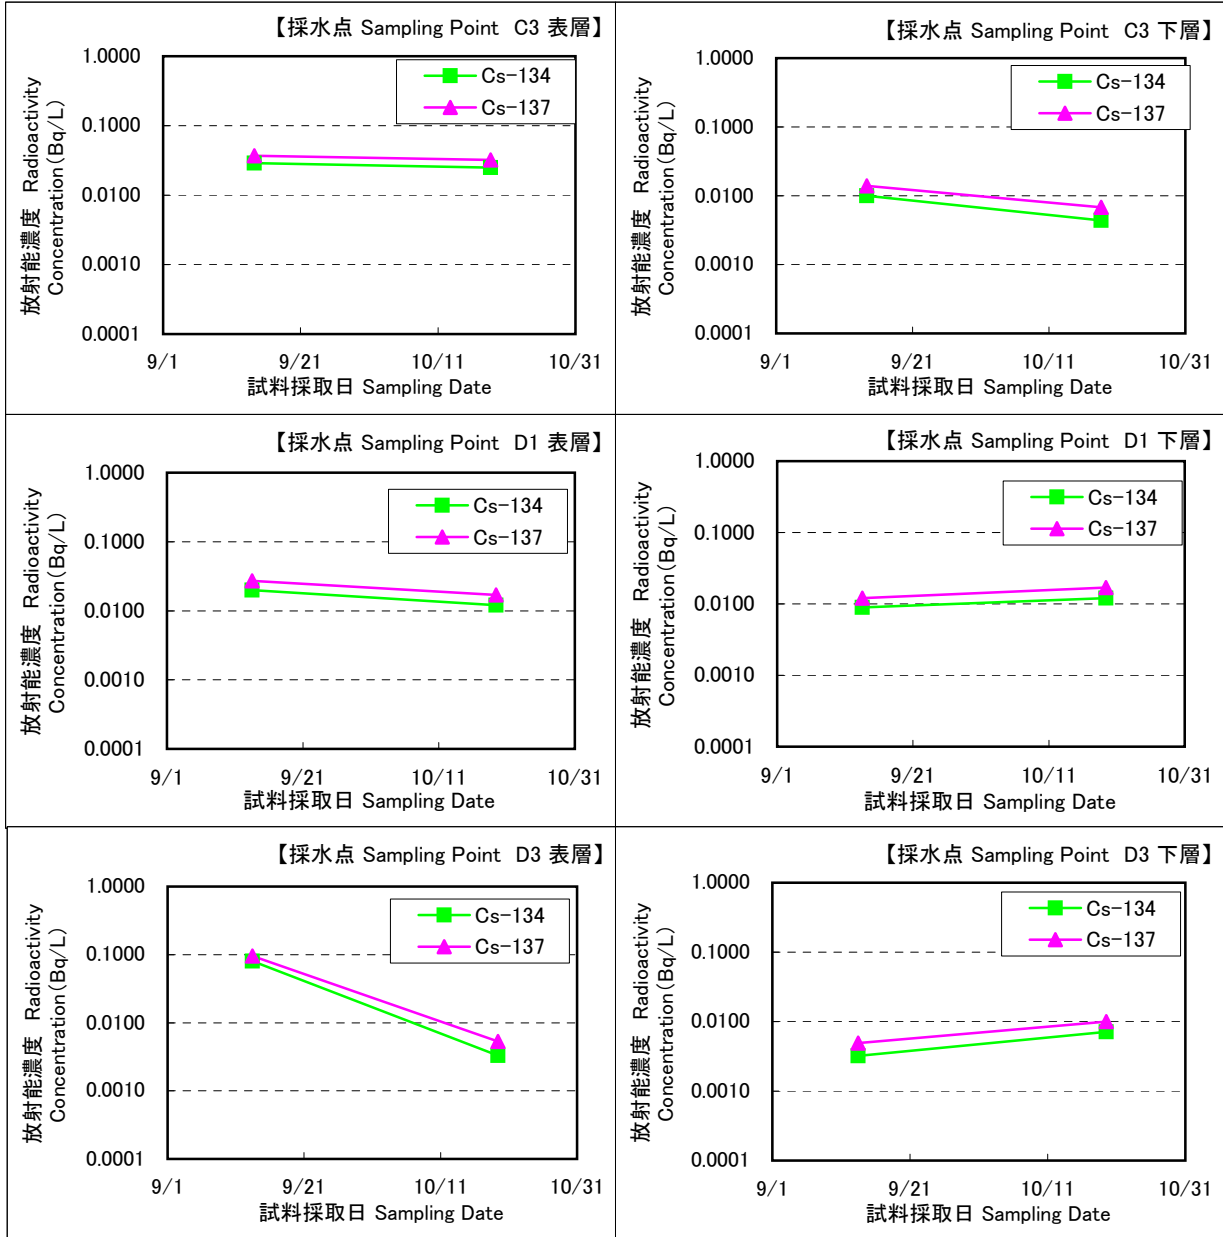 【採水点 Sampling Point C3 表層】
1.0000
0.1000
0.0100
0.0010
0.0001
放射能濃度 Radioactivity
Concentration(Bq/L)
Cs-134
Cs-137
9/1
9/21
10/11
10/31
試料採取日 Sampling Date
【採水点 Sampling Point C3 下層】
1.0000
0.1000
0.0100
0.0010
0.0001
放射能濃度 Radioactivity
Concentration(Bq/L)
Cs-134
Cs-137
9/1
9/21
10/11
10/31
試料採取日 Sampling Date
【採水点 Sampling Point D1 表層】
1.0000
0.1000
0.0100
0.0010
0.0001
放射能濃度 Radioactivity
Concentration(Bq/L)
Cs-134
Cs-137
9/1
9/21
10/11
10/31
試料採取日 Sampling Date
【採水点 Sampling Point D1 下層】
1.0000
0.1000
0.0100
0.0010
0.0001
放射能濃度 Radioactivity
Concentration(Bq/L)
Cs-134
Cs-137
9/1
9/21
10/11
10/31
試料採取日 Sampling Date
【採水点 Sampling Point D3 表層】
1.0000
0.1000
0.0100
0.0010
0.0001
放射能濃度 Radioactivity
Concentration(Bq/L)
Cs-134
Cs-137
9/1
9/21
10/11
10/31
試料採取日 Sampling Date
【採水点 Sampling Point D3 下層】
1.0000
0.1000
0.0100
0.0010
0.0001
放射能濃度 Radioactivity
Concentration(Bq/L)
Cs-134
Cs-137
9/1
9/21
10/11
10/31
試料採取日 Sampling Date